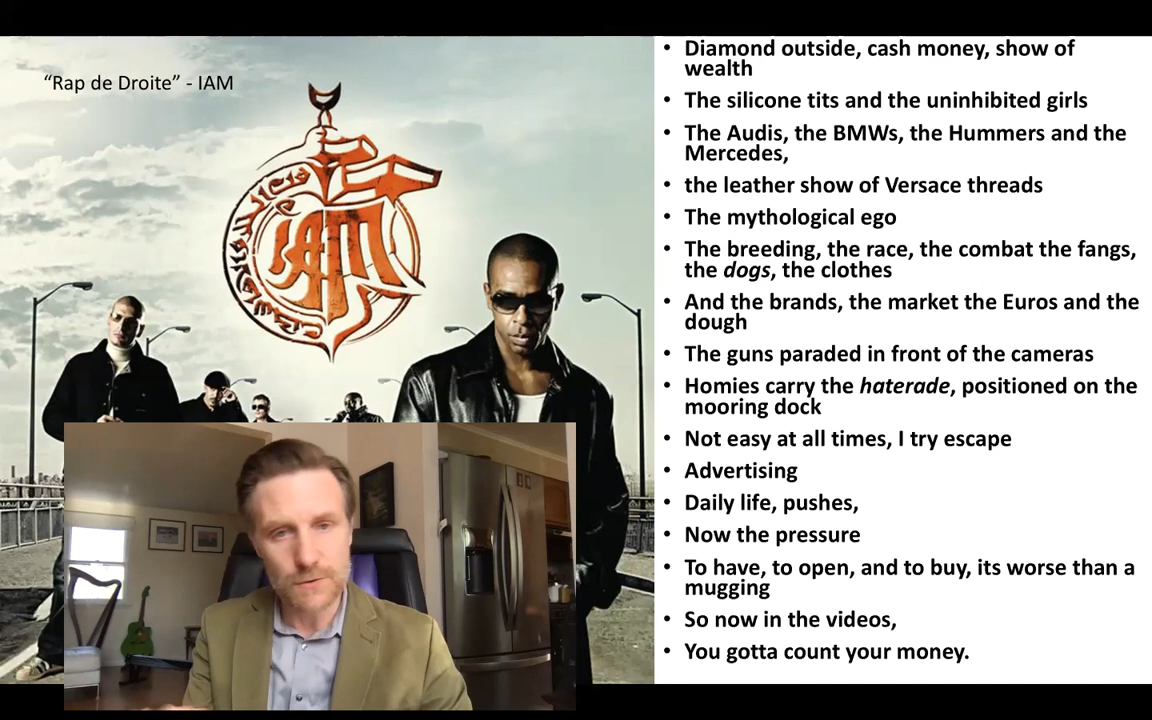 “Rap de Droite” - IAM
IAM
• Diamond outside, cash money, show of
wealth
• The silicone tits and the uninhibited girls
• The Audis, the BMWs, the Hummers and the
Mercedes,
• the leather show of Versace threads
• The mythological ego
• The breeding, the race, the combat the fangs,
the dogs, the clothes
• And the brands, the market the Euros and the
dough
• The guns paraded in front of the cameras
• Homies carry the haterade, positioned on the
mooring dock
• Not easy at all times, I try escape
• Advertising
• Daily life, pushes,
• Now the pressure
• To have, to open, and to buy, its worse than a
mugging
• So now in the videos,
• You gotta count your money.